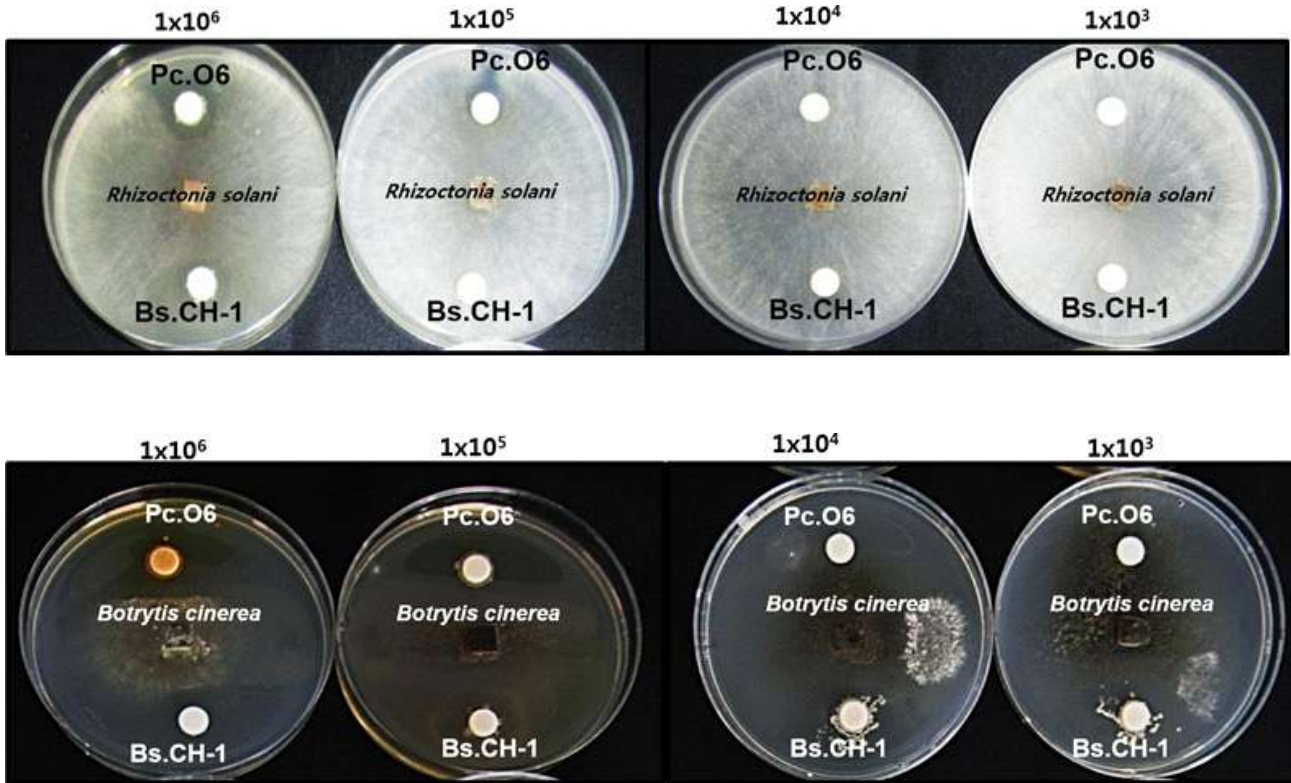 1x10⁶ 1x10⁵ 1x10⁴ 1x10³
Pc.O6 Pc.O6 Pc.O6 Pc.O6
Rhizoctonia solani Rhizoctonia solani Rhizoctonia solani Rhizoctonia solani
Bs.CH-1 Bs.CH-1 Bs.CH-1 Bs.CH-1
1x10⁶ 1x10⁵ 1x10⁴ 1x10³
Pc.O6 Pc.O6 Pc.O6 Pc.O6
Botrytis cinerea Botrytis cinerea Botrytis cinerea Botrytis cinerea
Bs.CH-1 Bs.CH-1 Bs.CH-1 Bs.CH-1